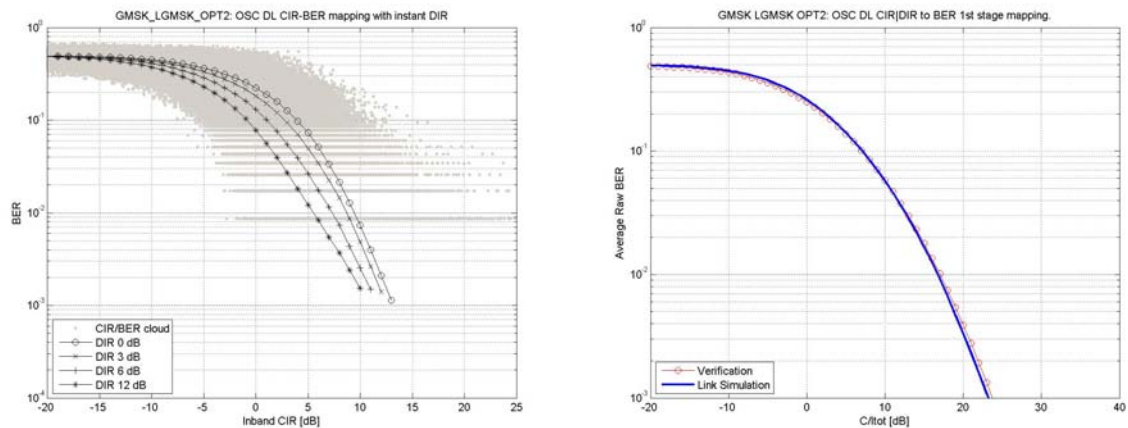 GMSK_LGMSK_OPT2: OSC DL CIR-BER mapping with instant DIR
10^0
10^-1
10^-2
10^-3
10^-4
BER
CIR/BER cloud
DIR 0 dB
DIR 3 dB
DIR 6 dB
DIR 12 dB
-20 -15 -10 -5 0 5 10 15 20 25
Inband CIR [dB]
GMSK LGMSK OPT2: OSC DL CIR|DIR to BER 1st stage mapping.
10^0
10^-1
10^-2
10^-3
Average Raw BER
Verification
Link Simulation
-20 -10 0 10 20 30 40
C/Itot [dB]